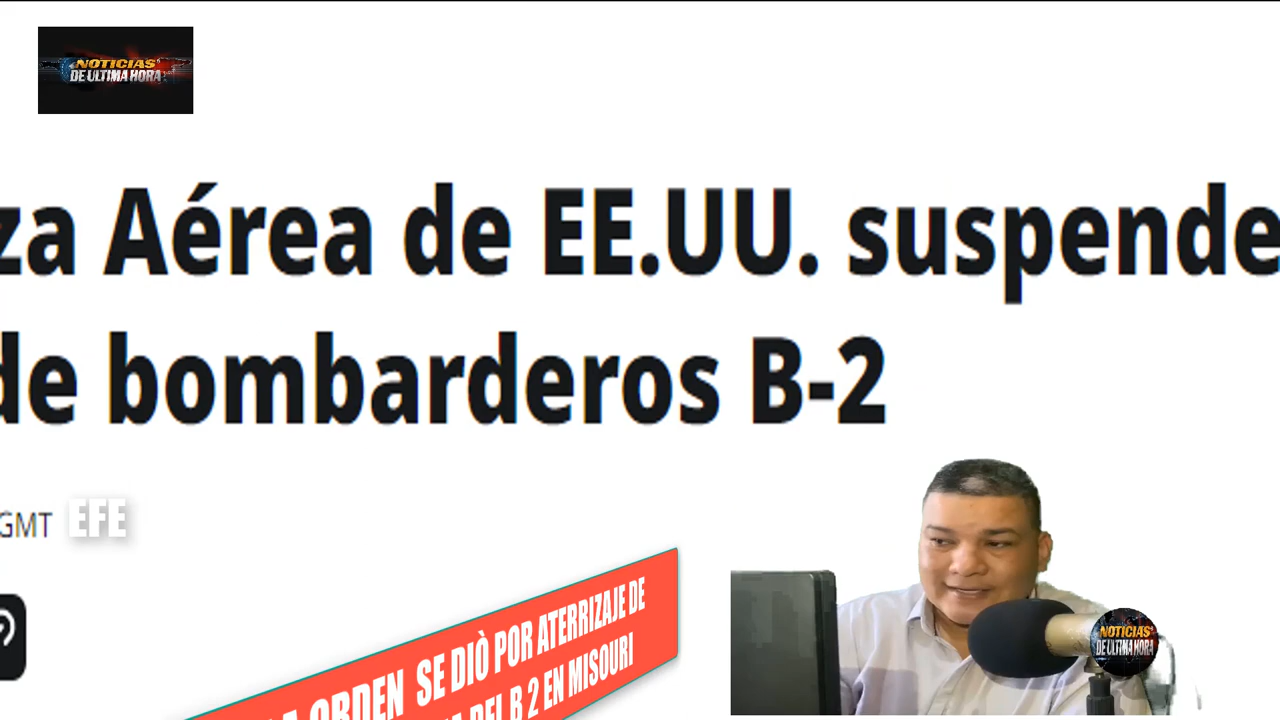 NOTICIAS
DE ULTIMA HORA
za Aérea de EE.UU. suspende
de bombarderos B-2
GMT EFE
LA ORDEN SE DIÒ POR ATERRIZAJE DE
DEL B 2 EN MISOURI
NOTICIAS
DE ULTIMA HORA